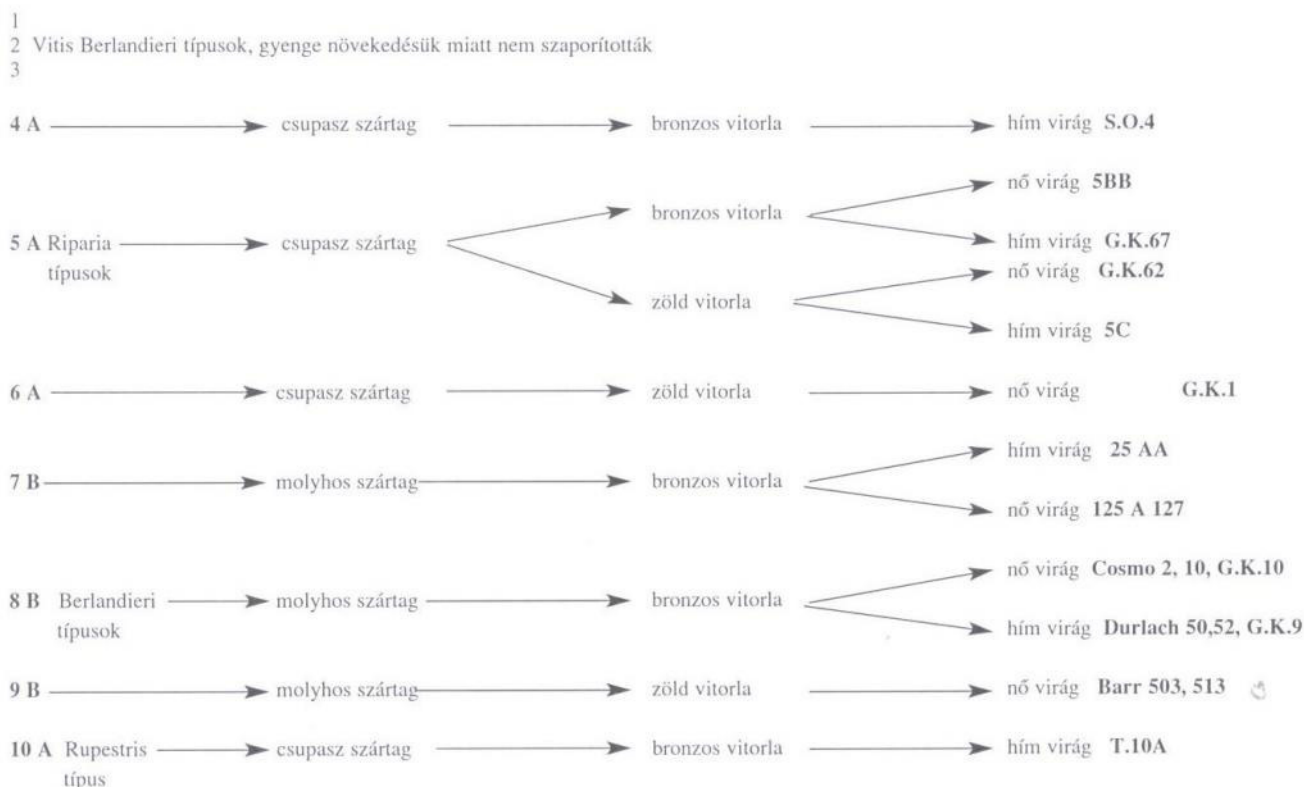 1
2 Vitis Berlandieri típusok, gyenge növekedésük miatt nem szaporították
3
4 A csupasz szártag bronzos vitorla hím virág S.O.4
nő virág 5BB
bronzos vitorla
5 A Riparia típusok csupasz szártag
hím virág G.K.67
nő virág G.K.62
zöld vitorla
hím virág 5C
6 A csupasz szártag zöld vitorla nő virág G.K.1
hím virág 25 AA
7 B molyhos szártag bronzos vitorla
nő virág 125 A 127
nő virág Cosmo 2, 10, G.K.10
8 B Berlandieri típusok molyhos szártag bronzos vitorla
hím virág Durlach 50,52, G.K.9
9 B molyhos szártag zöld vitorla nő virág Barr 503, 513
10 A Rupestris típus csupasz szártag bronzos vitorla hím virág T.10A